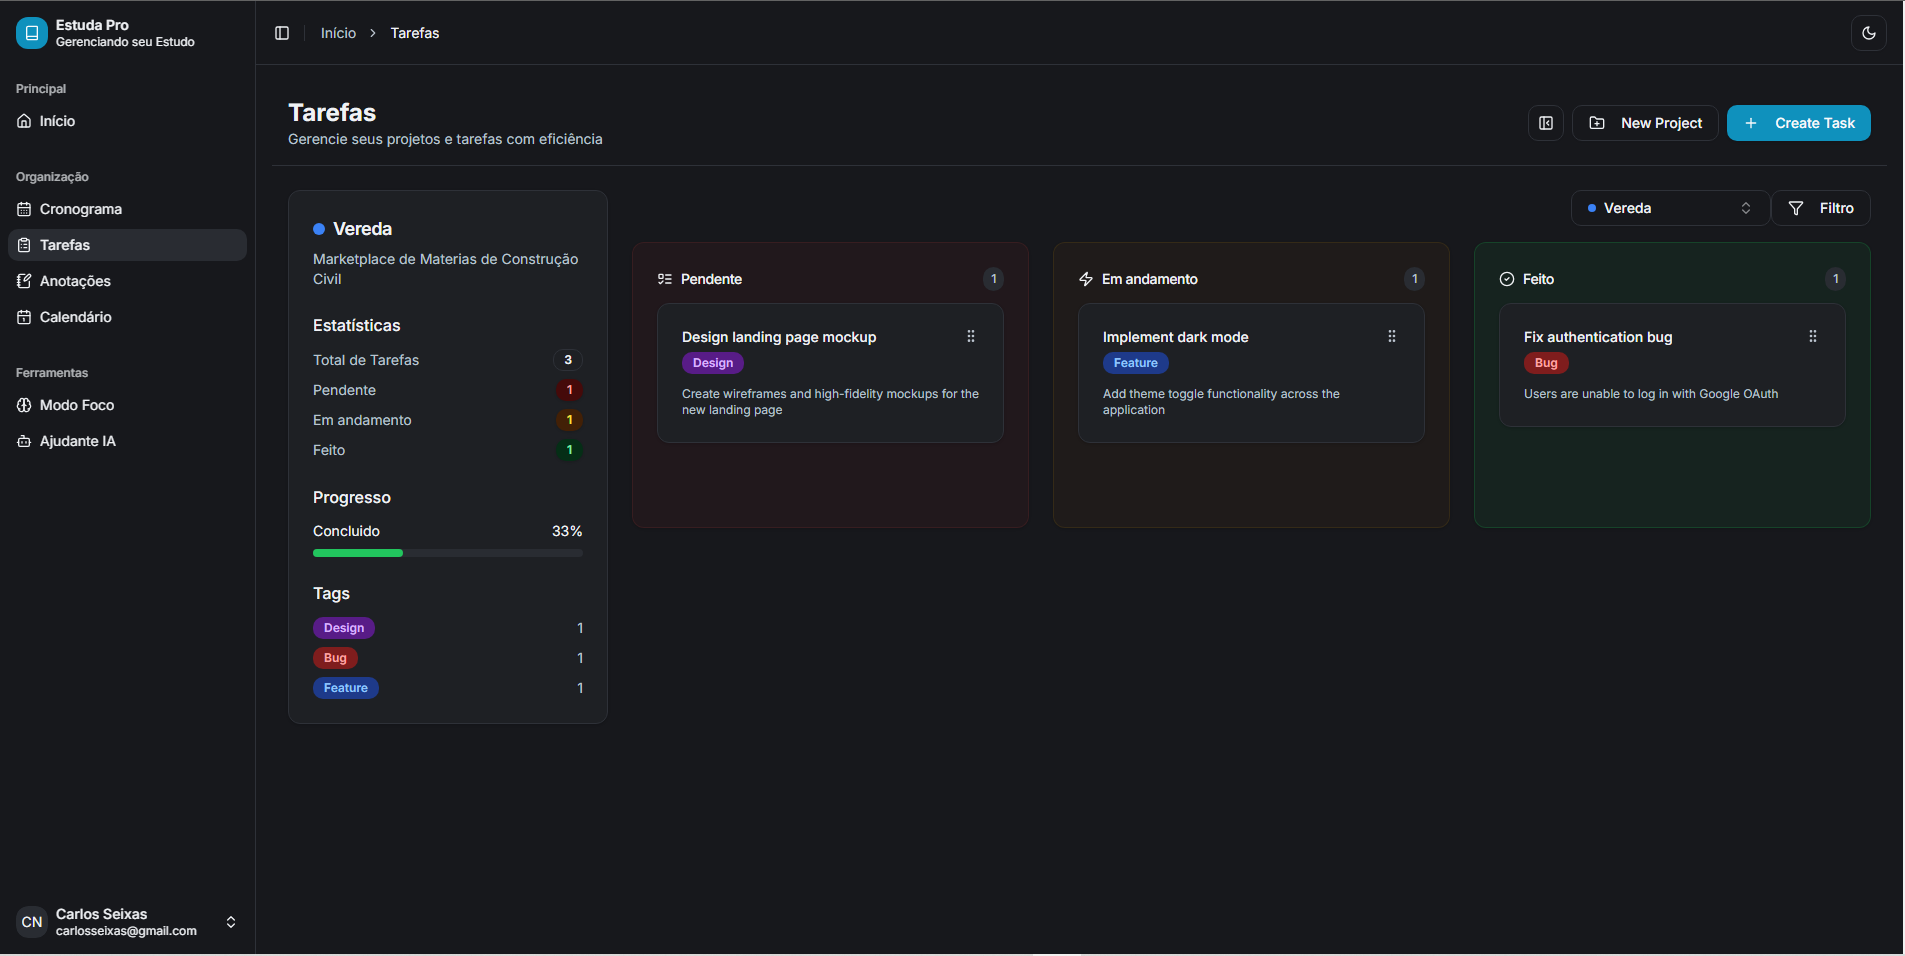 Estuda Pro
Gerenciando seu Estudo
Principal
Início
Organização
Cronograma
Tarefas
Anotações
Calendário
Ferramentas
Modo Foco
Ajudante IA
CN
Carlos Seixas
carlosseixas@gmail.com
Início > Tarefas
Tarefas
Gerencie seus projetos e tarefas com eficiência
New Project
Create Task
Vereda
Marketplace de Materias de Construção
Civil
Estatísticas
Total de Tarefas 3
Pendente 1
Em andamento 1
Feito 1
Progresso
Concluido 33%
Tags
Design 1
Bug 1
Feature 1
Vereda
Filtro
Pendente 1
Design landing page mockup
Design
Create wireframes and high-fidelity mockups for the
new landing page
Em andamento 1
Implement dark mode
Feature
Add theme toggle functionality across the
application
Feito 1
Fix authentication bug
Bug
Users are unable to log in with Google OAuth